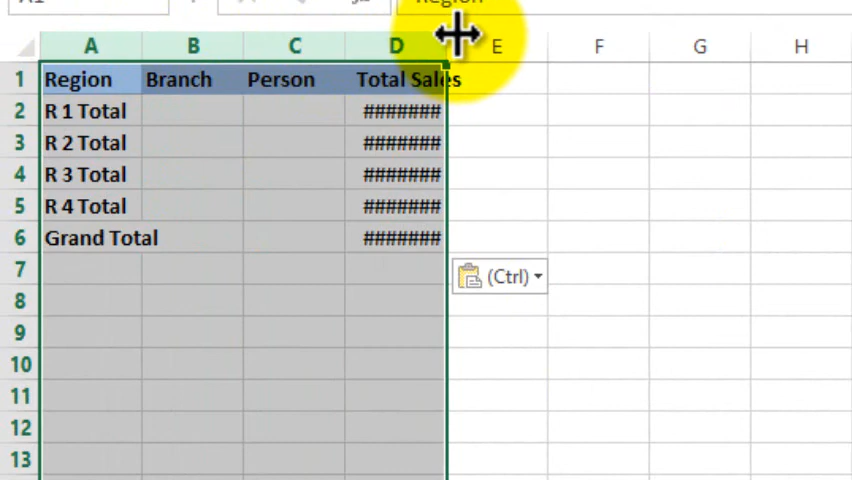 A B C D E F G H
1 Region Branch Person Total Sales
2 R 1 Total #######
3 R 2 Total #######
4 R 3 Total #######
5 R 4 Total #######
6 Grand Total #######
7 (Ctrl)
8
9
10
11
12
13